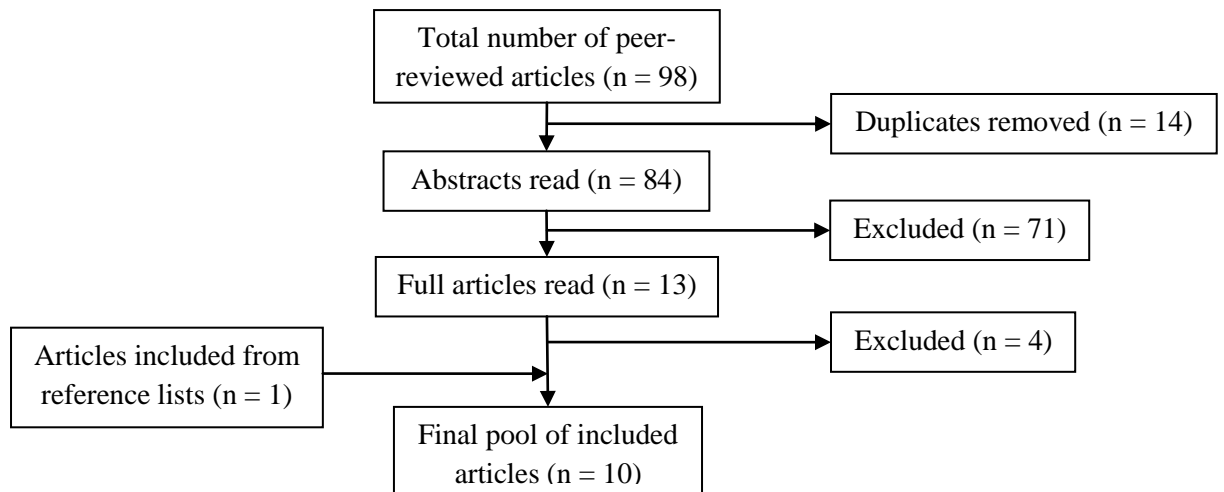 Total number of peer-
reviewed articles (n = 98)
Duplicates removed (n = 14)
Abstracts read (n = 84)
Excluded (n = 71)
Full articles read (n = 13)
Excluded (n = 4)
Articles included from
reference lists (n = 1)
Final pool of included
articles (n = 10)